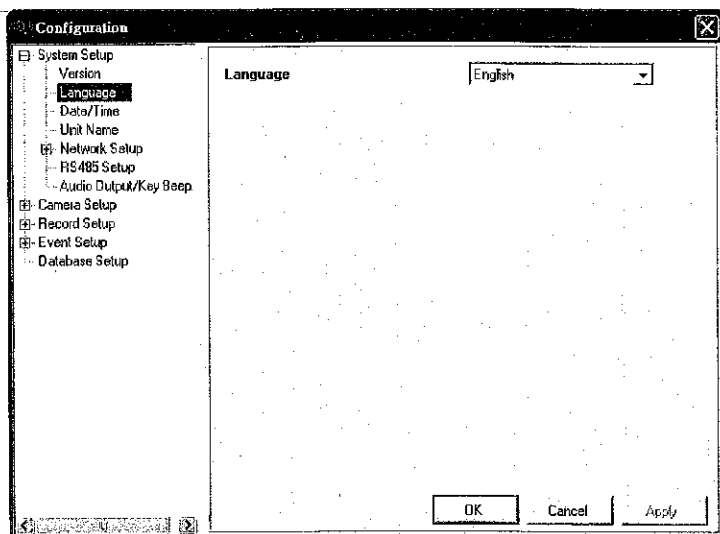 Configuration
System Setup
Version
Language
Date/Time
Unit Name
Network Setup
RS485 Setup
Audio Output/Key Beep
Camera Setup
Record Setup
Event Setup
Database Setup
Language English
OK Cancel Apply